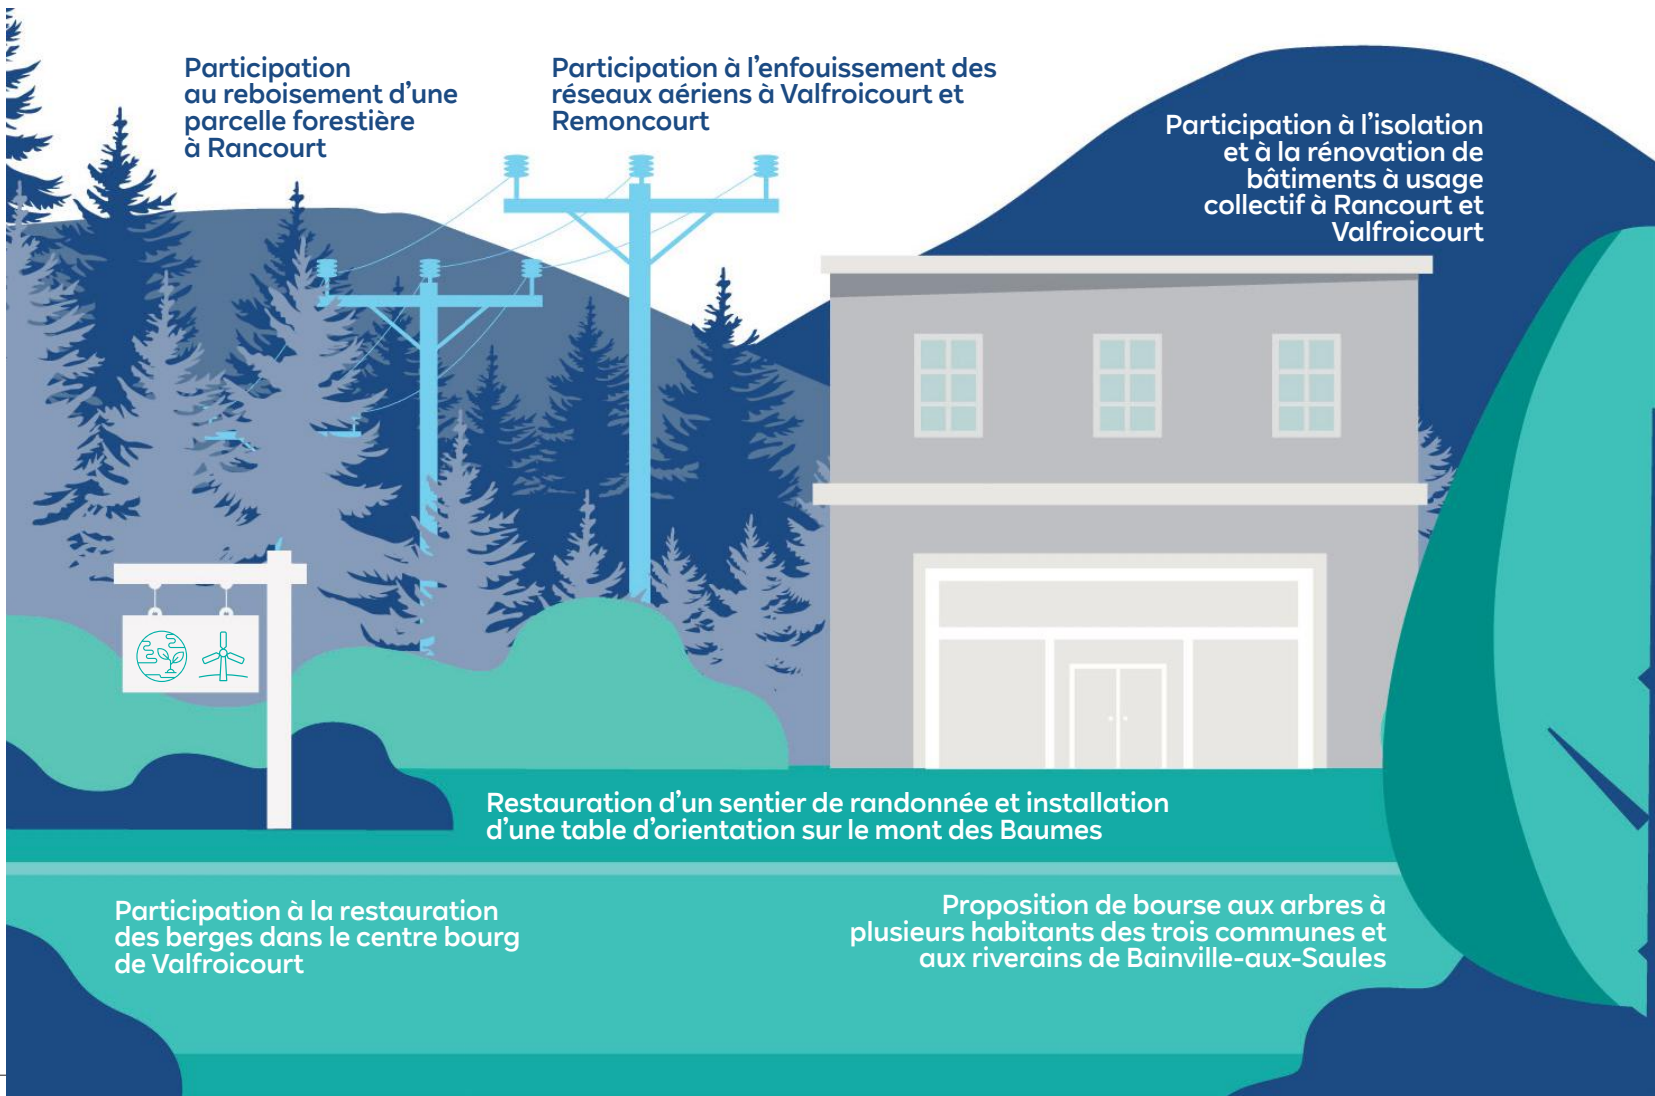 Participation
au reboisement d'une
parcelle forestière
à Rancourt
Participation à l'enfouissement des
réseaux aériens à Valfroicourt et
Remoncourt
Participation à l'isolation
et à la rénovation de
bâtiments à usage
collectif à Rancourt et
Valfroicourt
Restauration d'un sentier de randonnée et installation
d'une table d'orientation sur le mont des Baumes
Participation à la restauration
des berges dans le centre bourg
de Valfroicourt
Proposition de bourse aux arbres à
plusieurs habitants des trois communes et
aux riverains de Bainville-aux-Saules